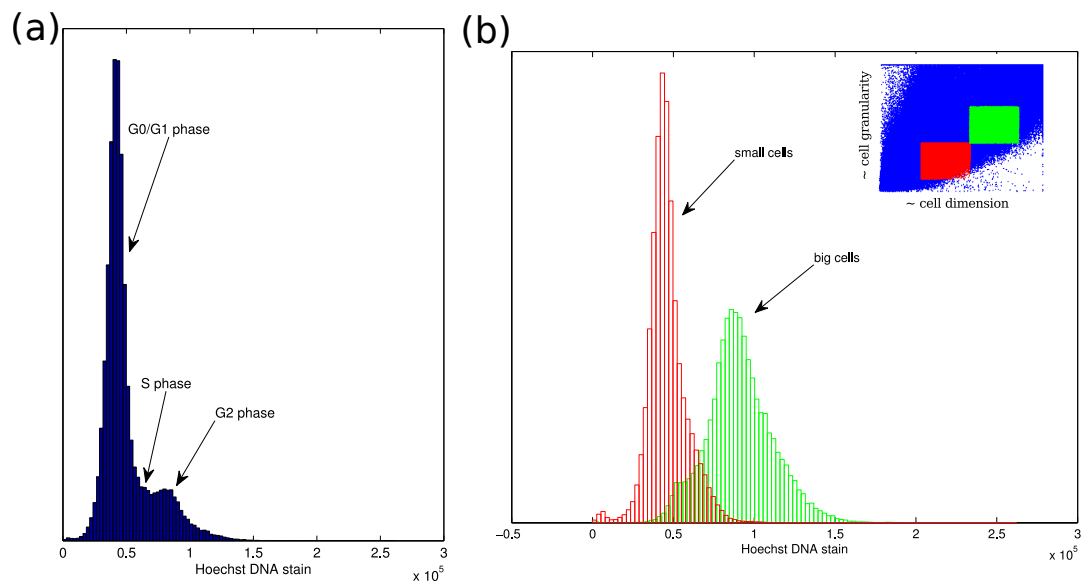 (a)
G0/G1 phase
S phase
G2 phase
0 0.5 1 1.5 2 2.5 3
Hoechst DNA stain
x 10^5
(b)
small cells
big cells
~ cell granularity
~ cell dimension
−0.5 0 0.5 1 1.5 2 2.5 3
Hoechst DNA stain
x 10^5